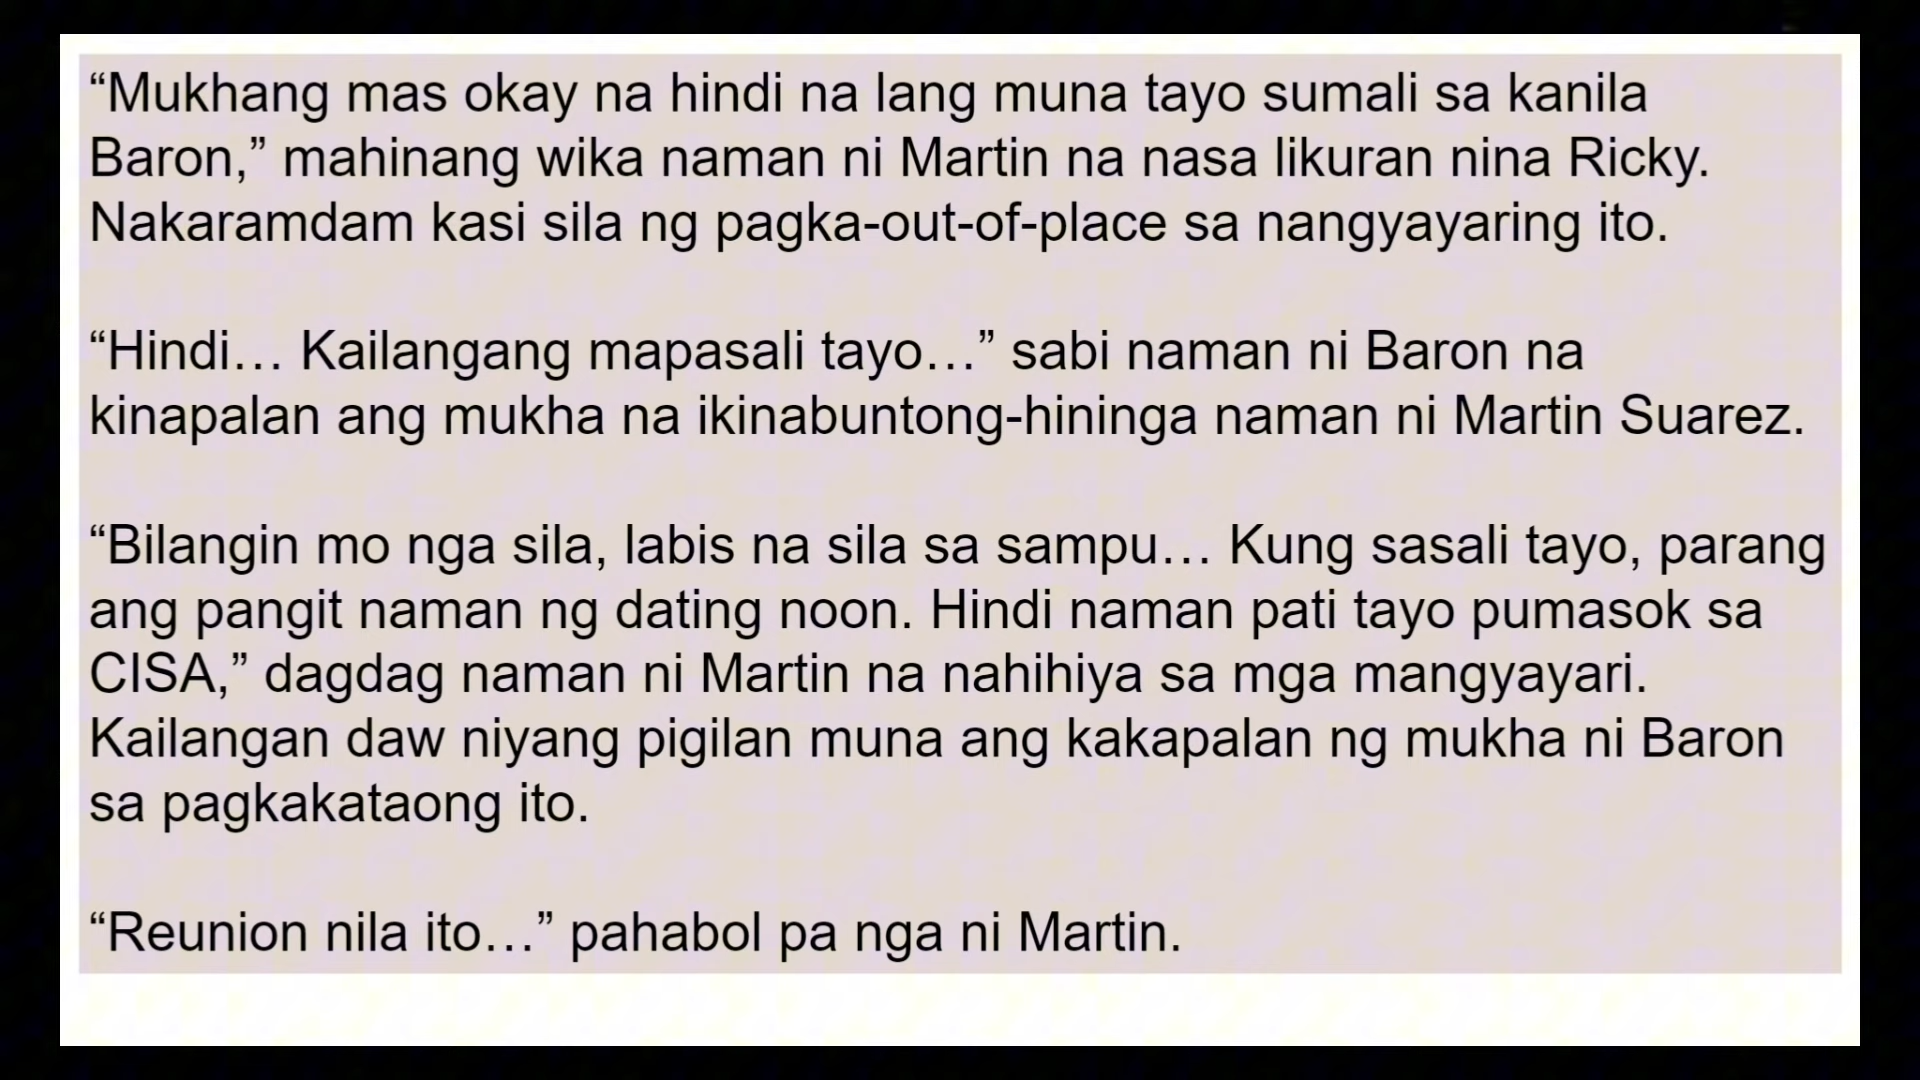 “Mukhang mas okay na hindi na lang muna tayo sumali sa kanila
Baron,” mahinang wika naman ni Martin na nasa likuran nina Ricky.
Nakaramdam kasi sila ng pagka-out-of-place sa nangyayaring ito.
“Hindi… Kailangang mapasali tayo…” sabi naman ni Baron na
kinapalan ang mukha na ikinabuntong-hininga naman ni Martin Suarez.
“Bilangin mo nga sila, labis na sila sa sampu… Kung sasali tayo, parang
ang pangit naman ng dating noon. Hindi naman pati tayo pumasok sa
CISA,” dagdag naman ni Martin na nahihiya sa mga mangyayari.
Kailangan daw niyang pigilan muna ang kakapalan ng mukha ni Baron
sa pagkakataong ito.
“Reunion nila ito…” pahabol pa nga ni Martin.